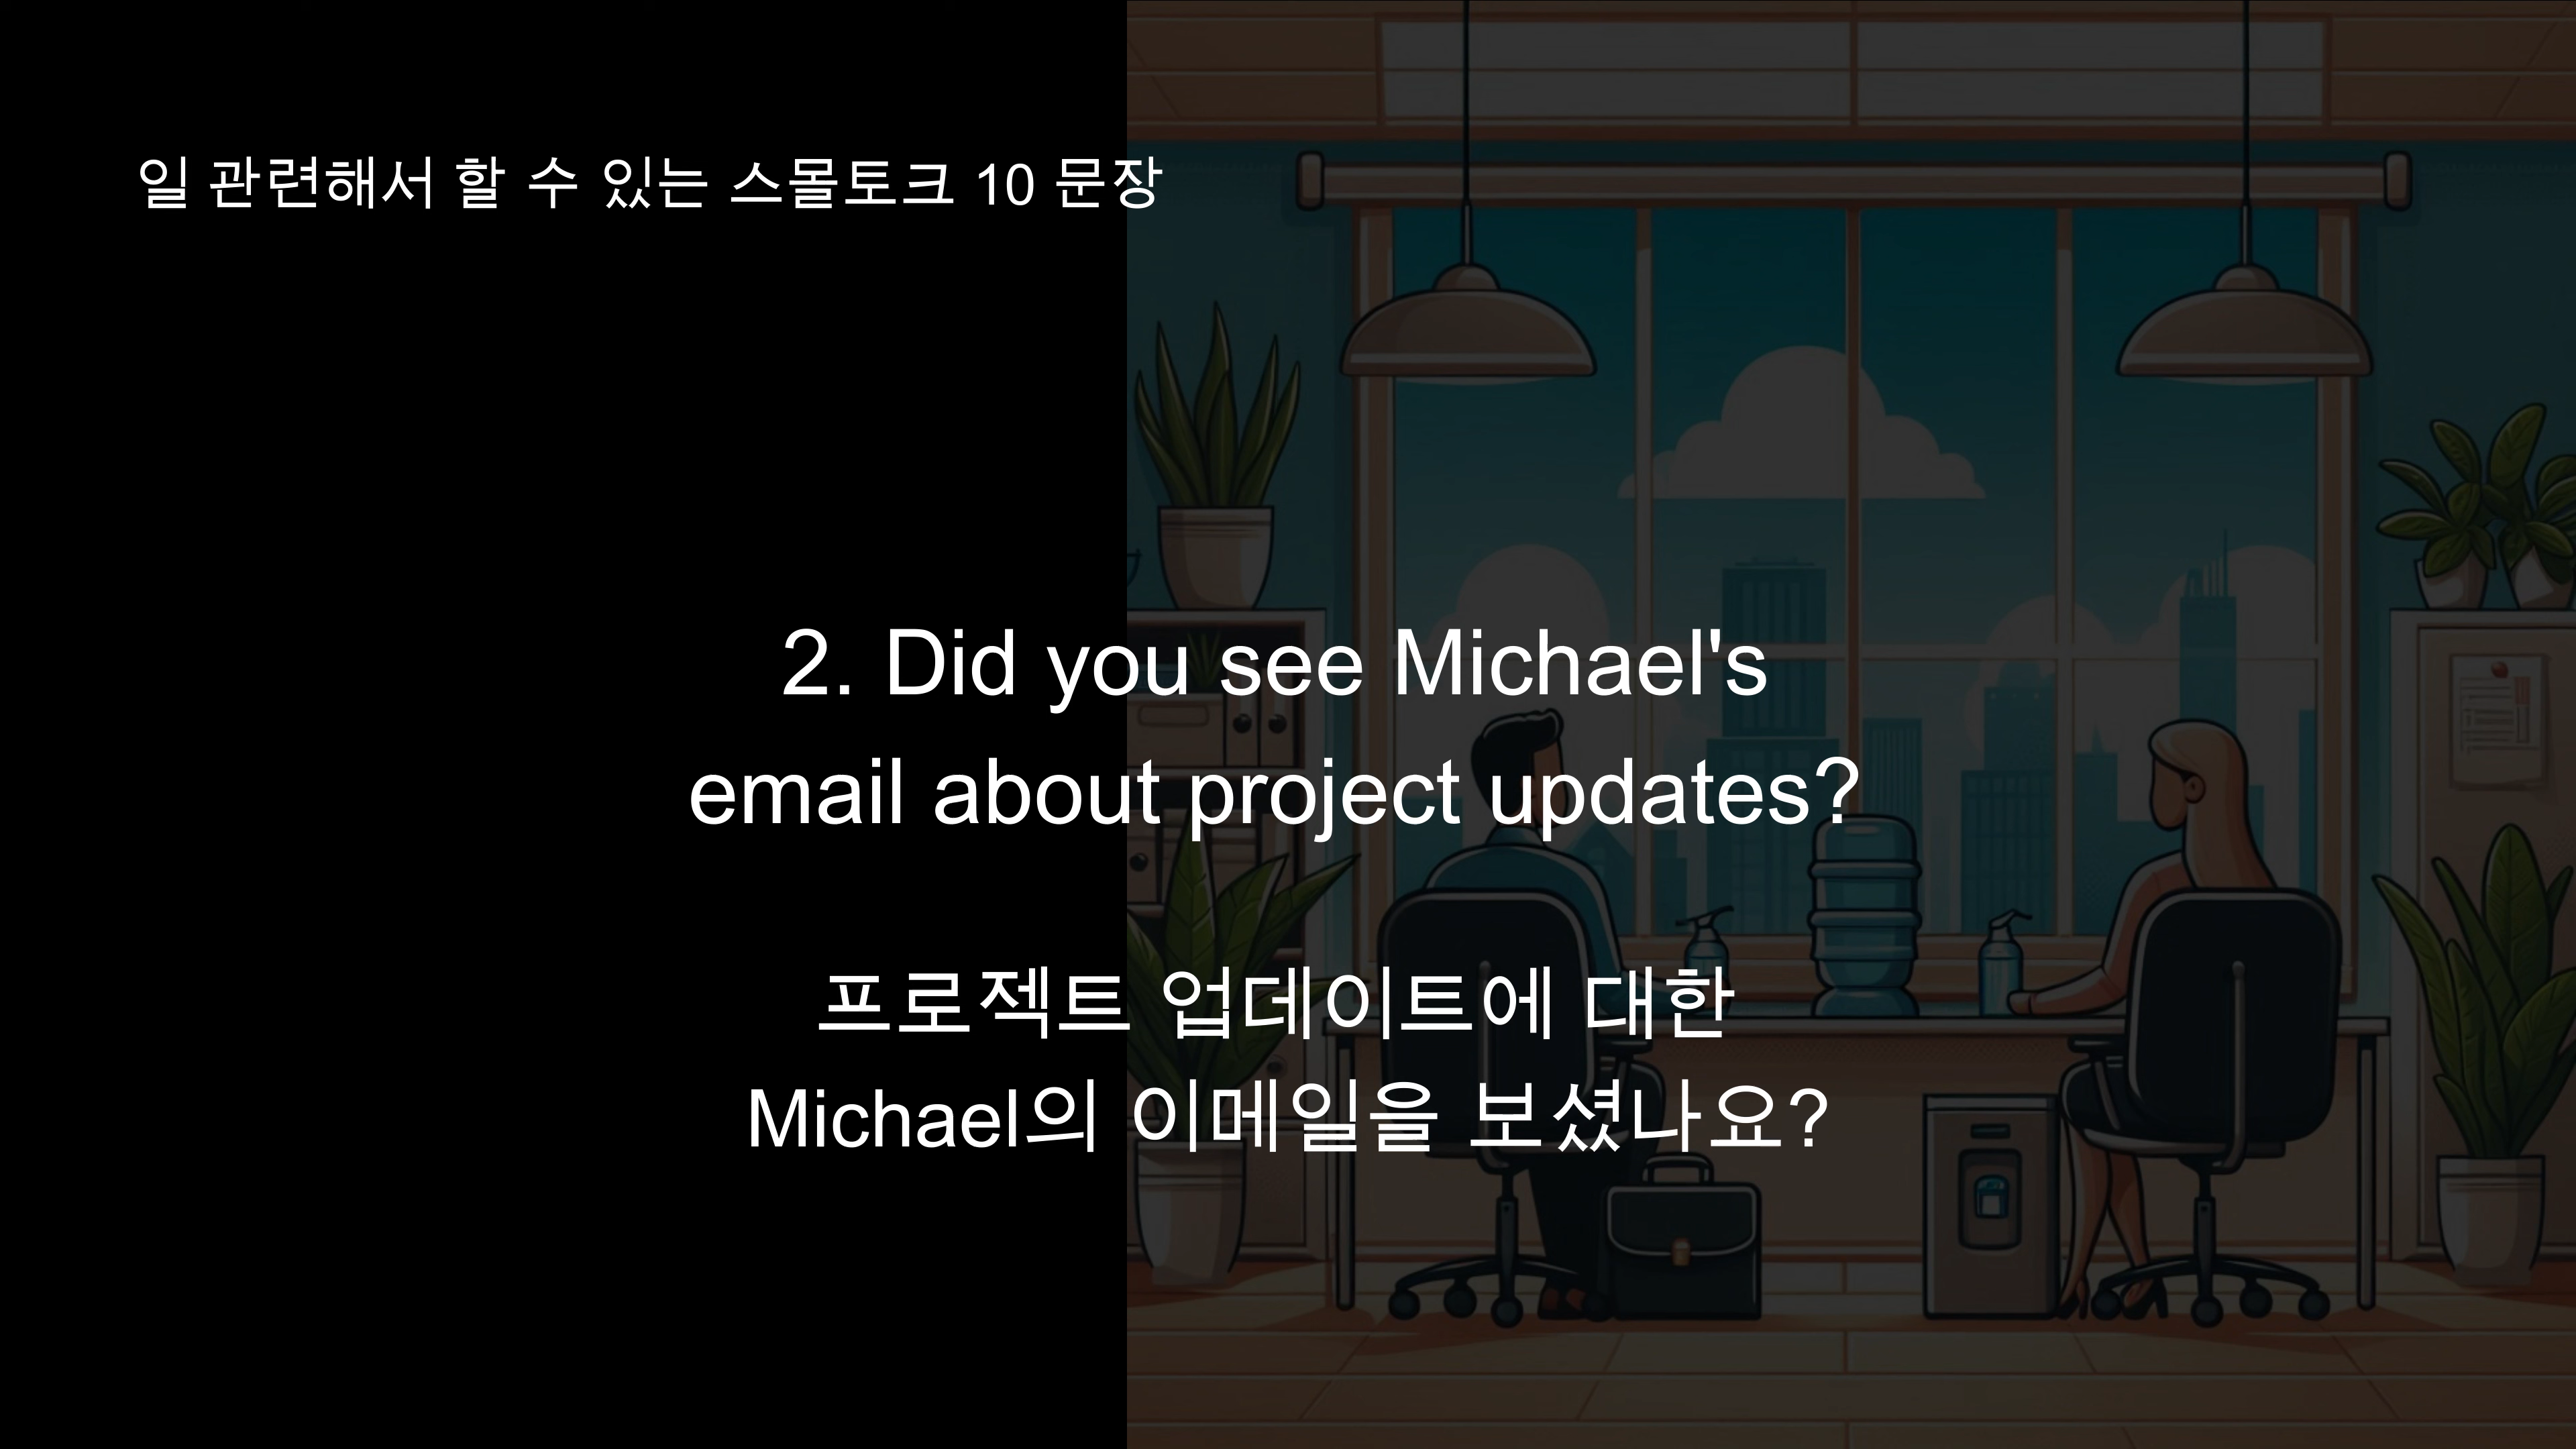 일 관련해서 할 수 있는 스몰토크 10 문장
2. Did you see Michael's
email about project updates?
프로젝트 업데이트에 대한
Michael의 이메일을 보셨나요?